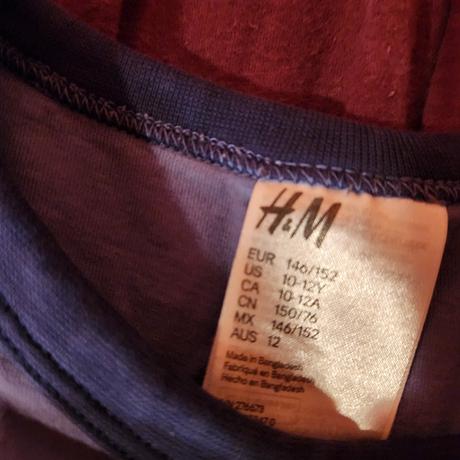 H&M
EUR 146/152
US 10-12Y
CA 10-12A
CN 150/76
MX 146/152
AUS 12
Made in Bangladesh
Fabriqué en Bangladesh
Hecho en Bangladesh
276673